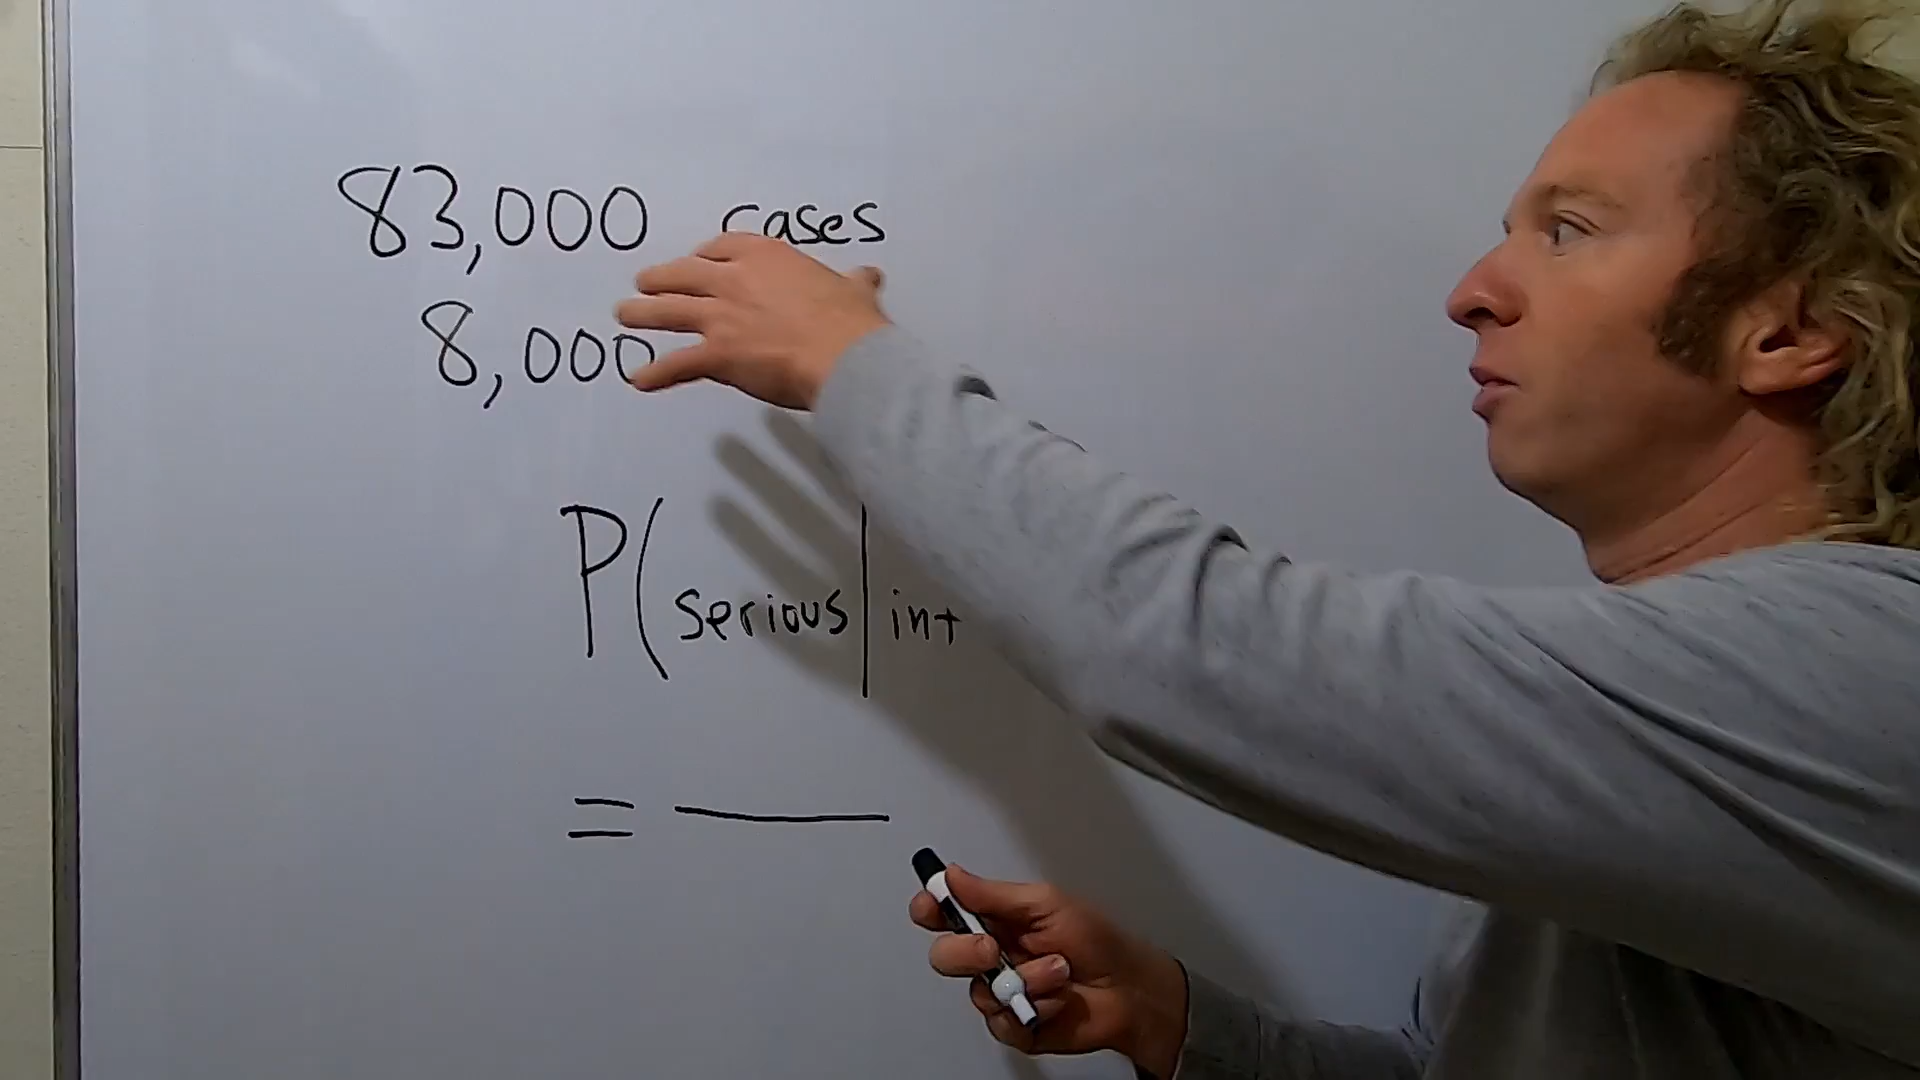 83,000 cases
8,000
P(serious|int
=